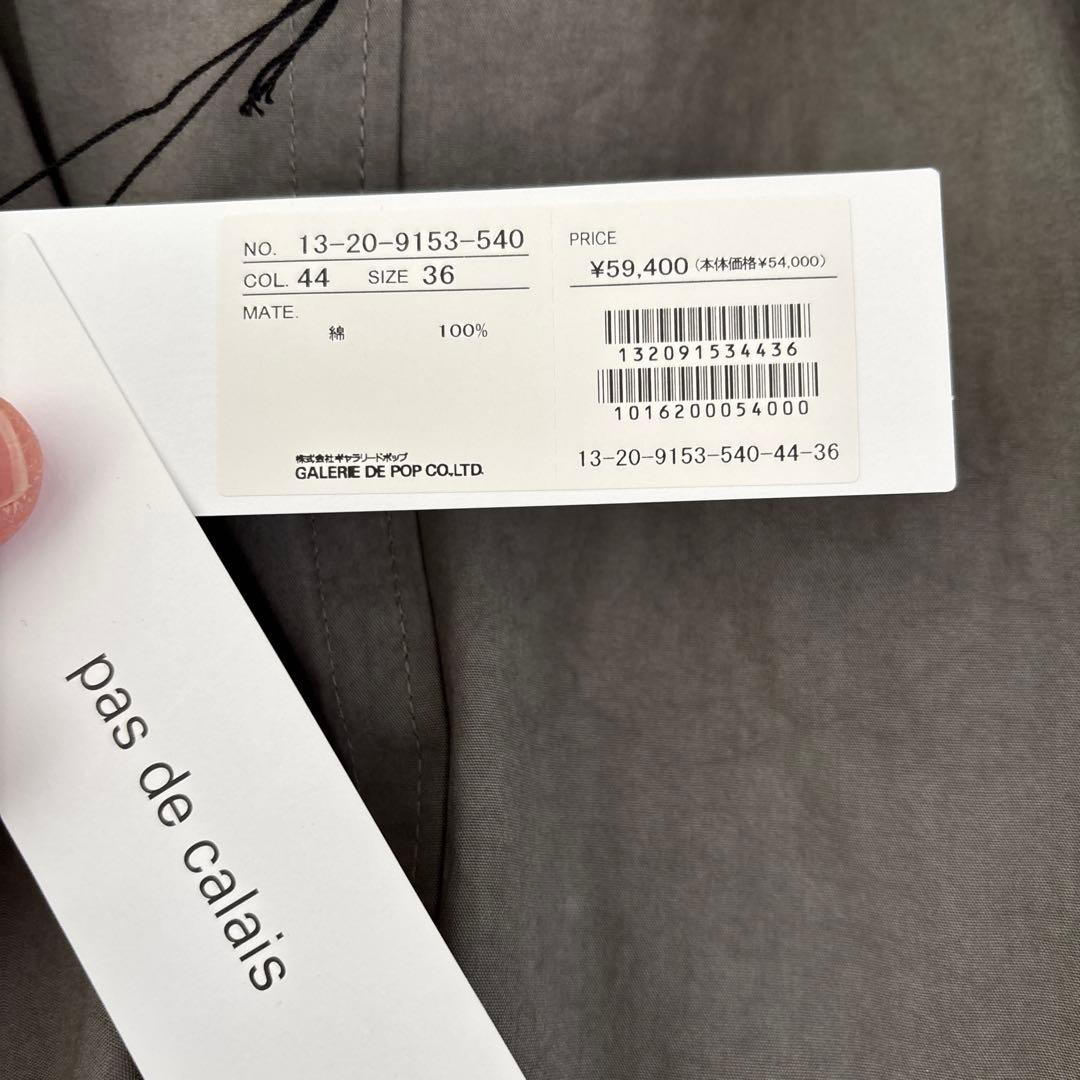 NO. 13-20-9153-540
COL. 44 SIZE 36
MATE.
綿 100%
株式会社ギャラリードポップ
GALERIE DE POP CO.,LTD.
PRICE
¥59,400 (本体価格¥54,000)
132091534436
1016200054000
13-20-9153-540-44-36
pas de calais